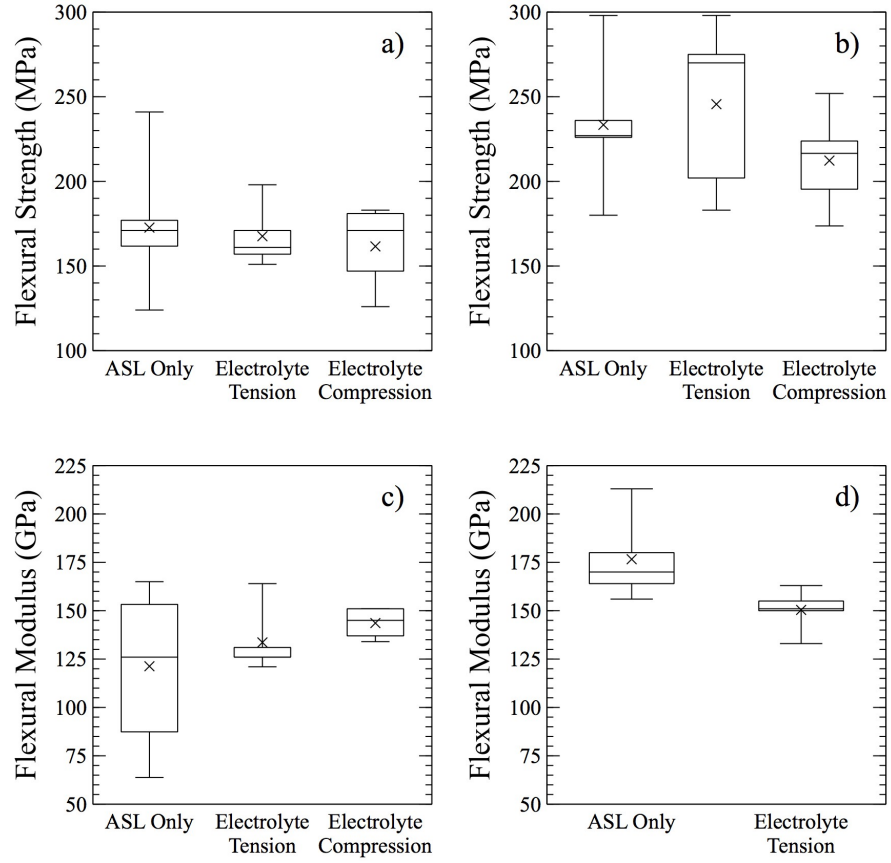 a)
Flexural Strength (MPa)
300
250
200
150
100
ASL Only
Electrolyte
Tension
Electrolyte
Compression
b)
Flexural Strength (MPa)
300
250
200
150
100
ASL Only
Electrolyte
Tension
Electrolyte
Compression
c)
Flexural Modulus (GPa)
225
200
175
150
125
100
75
50
ASL Only
Electrolyte
Tension
Electrolyte
Compression
d)
Flexural Modulus (GPa)
225
200
175
150
125
100
75
50
ASL Only
Electrolyte
Tension